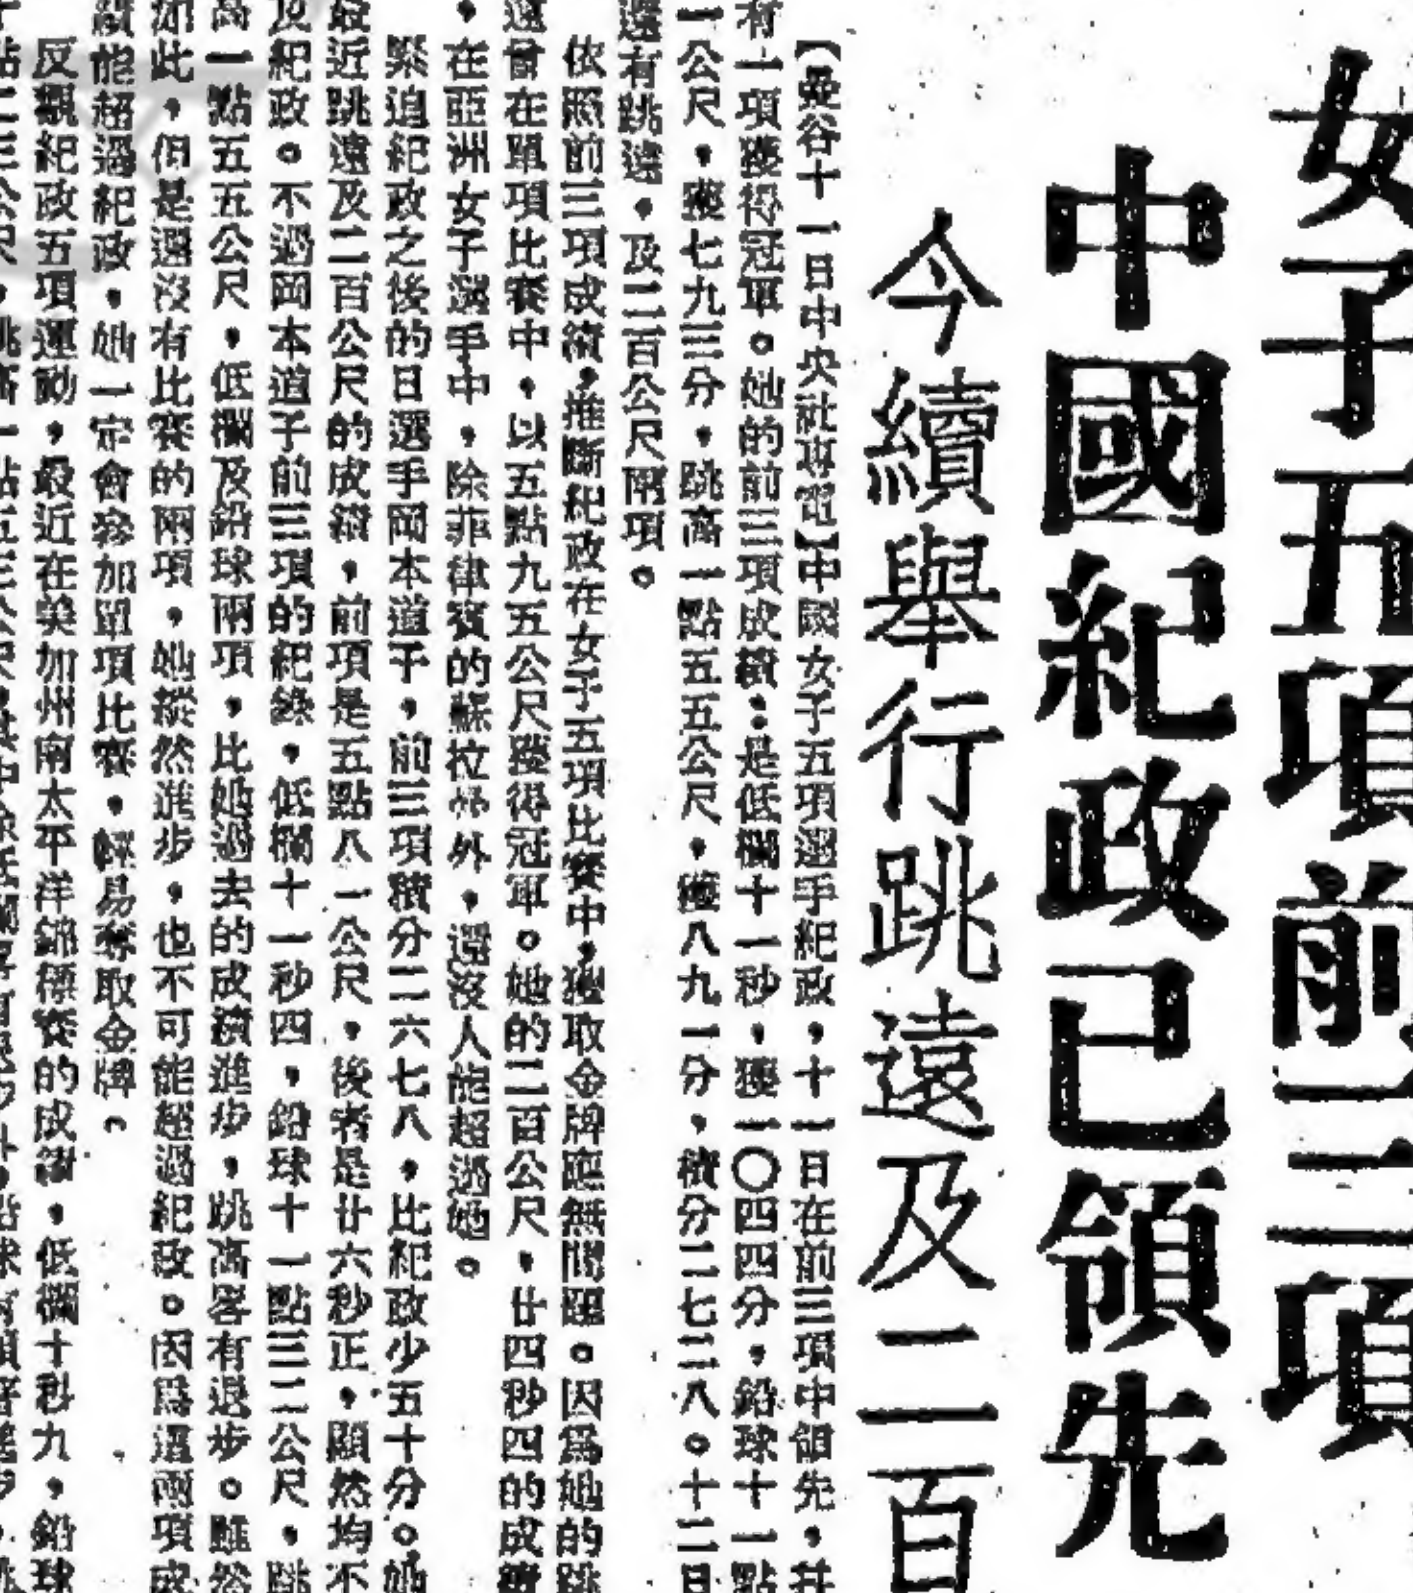 女子五項前三項
中國紀政已領先
今續舉行跳遠及二百
【曼谷十一日中央社專電】中國女子五項選手紀政,十一日在前三項中領先,并
有一項獲得冠軍。她的前三項成績:是低欄十一秒,獲一〇四四分,鉛球十一點
一公尺,獲七九三分,跳高一點五五公尺,獲八九一分,積分二七二八。十二日
還有跳遠,及二百公尺兩項。
依照前三項成績,推斷紀政在女子五項比賽中,獲取金牌應無問題。因為她的跳
遠曾在單項比賽中,以五點九五公尺獲得冠軍。她的二百公尺,廿四秒四的成績
,在亞洲女子選手中,除菲律賓的蘇拉娜外,還沒人能超過她。
緊追紀政之後的日選手岡本道子,前三項積分二六七八,比紀政少五十分。她
最近跳遠及二百公尺的成績,前項是五點八一公尺,後者是廿六秒正,顯然均不
及紀政。不過岡本道子前三項的紀錄,低欄十一秒四,鉛球十一點三二公尺,跳
高一點五五公尺,低欄及鉛球兩項,比她過去的成績進步,跳高畧有退步。雖然
如此,但是還沒有比賽的兩項,她縱然進步,也不可能超過紀政。因為這兩項成
績能超過紀政,她一定會參加單項比賽,輕易奪取金牌。
反觀紀政五項運動,最近在美加州南太平洋錦標賽的成績,低欄十秒九,鉛球